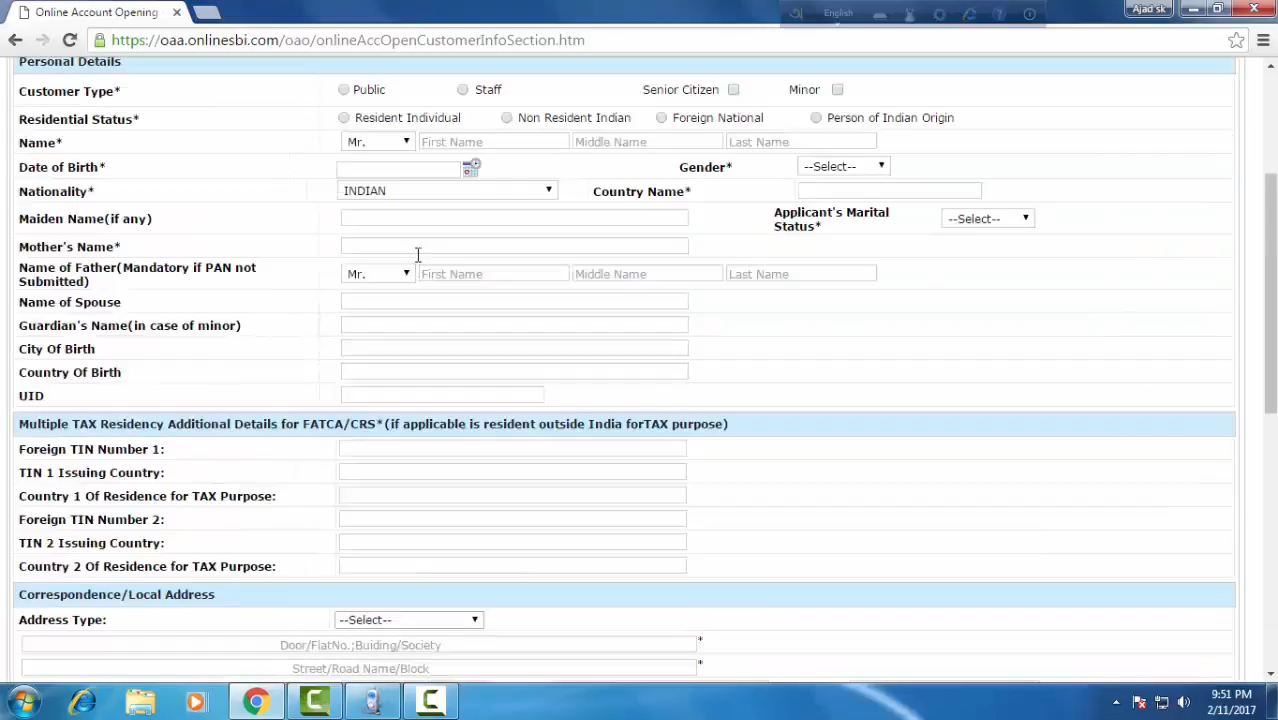 Online Account Opening
English
Ajad sk
https://oaa.onlinesbi.com/oao/onlineAccOpenCustomerInfoSection.htm
Personal Details
Customer Type* Public Staff Senior Citizen Minor
Residential Status* Resident Individual Non Resident Indian Foreign National Person of Indian Origin
Name* Mr. First Name Middle Name Last Name
Date of Birth* Gender* --Select--
Nationality* INDIAN Country Name*
Maiden Name(if any) Applicant's Marital Status* --Select--
Mother's Name*
Name of Father(Mandatory if PAN not Submitted) Mr. First Name Middle Name Last Name
Name of Spouse
Guardian's Name(in case of minor)
City Of Birth
Country Of Birth
UID
Multiple TAX Residency Additional Details for FATCA/CRS*(if applicable is resident outside India forTAX purpose)
Foreign TIN Number 1:
TIN 1 Issuing Country:
Country 1 Of Residence for TAX Purpose:
Foreign TIN Number 2:
TIN 2 Issuing Country:
Country 2 Of Residence for TAX Purpose:
Correspondence/Local Address
Address Type: --Select--
Door/FlatNo.;Buiding/Society *
Street/Road Name/Block *
9:51 PM
2/11/2017